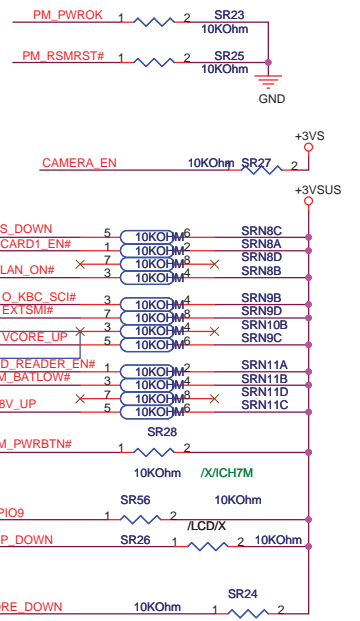 PM_PWROK 1 2 SR23
10KOhm
PM_RSMRST# 1 2 SR25
10KOhm
GND
+3VS
CAMERA_EN 10KOhm 1 SR27 2
+3VSUS
S_DOWN 5 10KOHM 6 SRN8C
CARD1_EN# 1 10KOHM 2 SRN8A
7 10KOHM 8 SRN8D
LAN_ON# 3 10KOHM 4 SRN8B
O_KBC_SCI# 3 10KOHM 4 SRN9B
EXTSMI# 7 10KOHM 8 SRN9D
3 10KOHM 4 SRN10B
VCORE_UP 5 10KOHM 6 SRN9C
D_READER_EN# 1 10KOHM 2 SRN11A
M_BATLOW# 3 10KOHM 4 SRN11B
7 10KOHM 8 SRN11D
8V_UP 5 10KOHM 6 SRN11C
SR28
M_PWRBTN# 1 2
10KOhm /X/ICH7M
SR56 10KOhm
PIO9 1 2
/LCD/X
P_DOWN SR26 1 2 10KOhm
SR24
ORE_DOWN 10KOhm 1 2